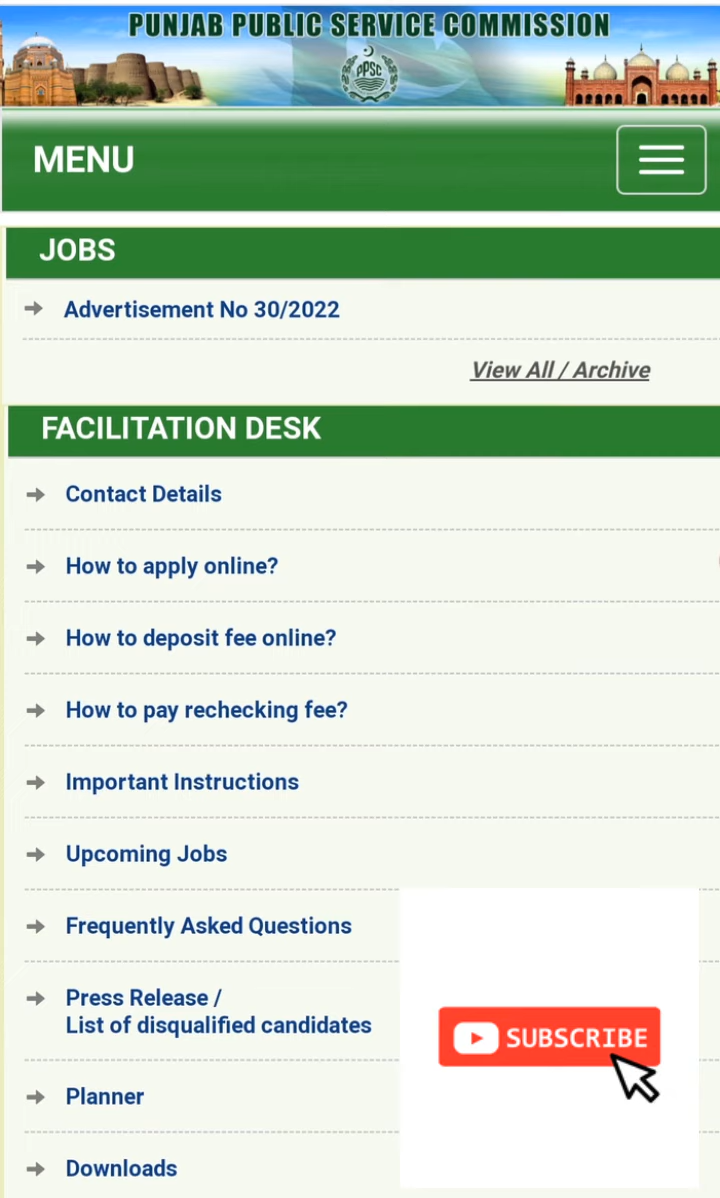 PUNJAB PUBLIC SERVICE COMMISSION
PPSC
MENU
JOBS
Advertisement No 30/2022
View All / Archive
FACILITATION DESK
Contact Details
How to apply online?
How to deposit fee online?
How to pay rechecking fee?
Important Instructions
Upcoming Jobs
Frequently Asked Questions
Press Release /
List of disqualified candidates
SUBSCRIBE
Planner
Downloads